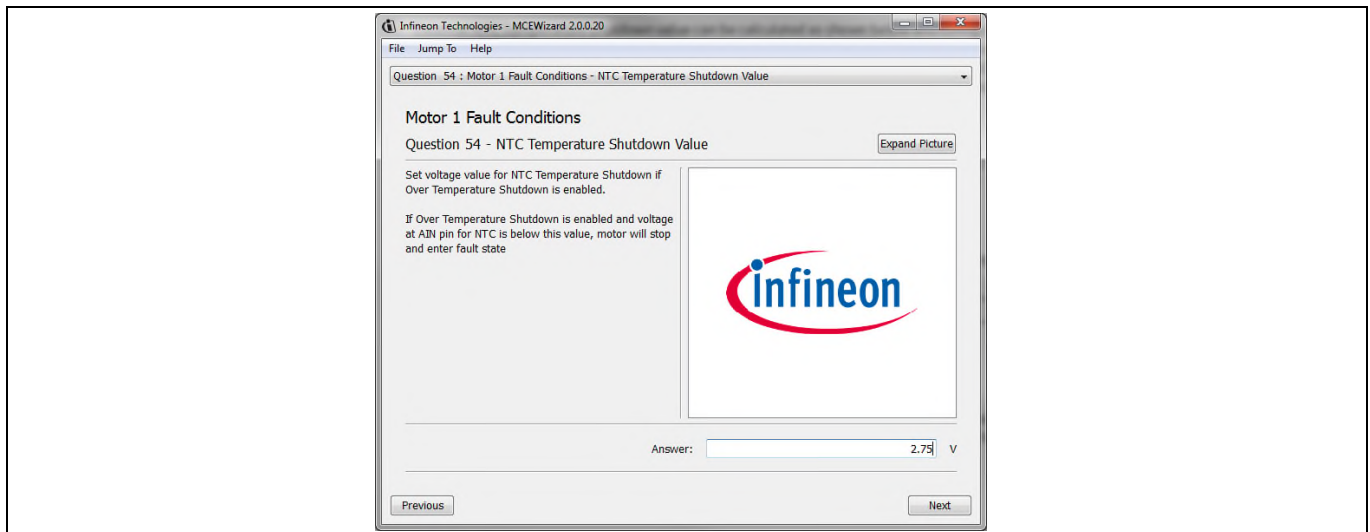 Infineon Technologies - MCEWizard 2.0.0.20
File Jump To Help
Question 54 : Motor 1 Fault Conditions - NTC Temperature Shutdown Value
Motor 1 Fault Conditions
Question 54 - NTC Temperature Shutdown Value
Expand Picture
Set voltage value for NTC Temperature Shutdown if
Over Temperature Shutdown is enabled.
If Over Temperature Shutdown is enabled and voltage
at AIN pin for NTC is below this value, motor will stop
and enter fault state
infineon
Answer: 2.75 V
Previous Next